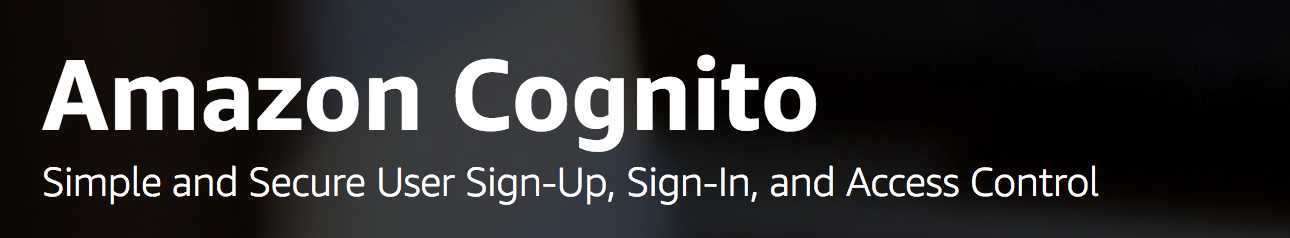 Amazon Cognito
Simple and Secure User Sign-Up, Sign-In, and Access Control